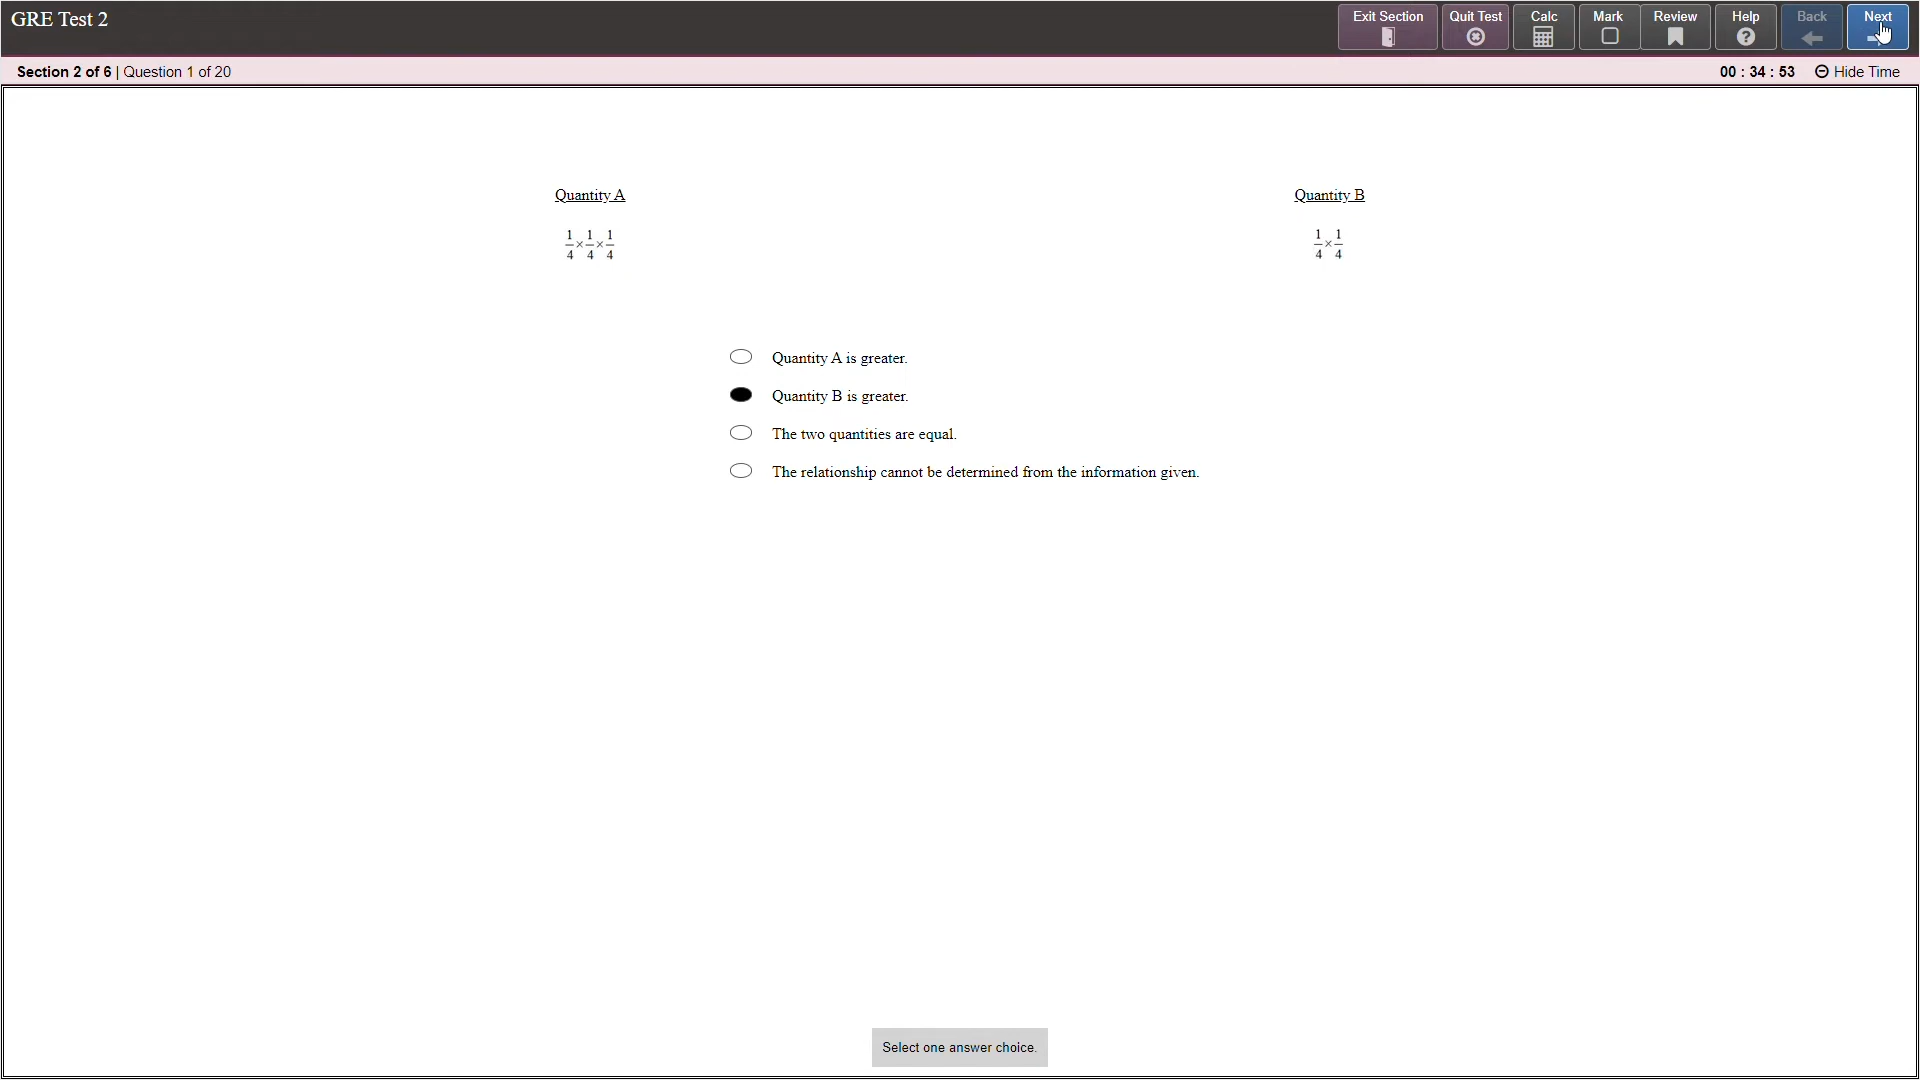 GRE Test 2
Exit Section
Quit Test
Calc
Mark
Review
Help
Back
Next
Section 2 of 6 | Question 1 of 20
00 : 34 : 53
Hide Time
Quantity A
Quantity B
1/4 × 1/4 × 1/4
1/4 × 1/4
Quantity A is greater.
Quantity B is greater.
The two quantities are equal.
The relationship cannot be determined from the information given.
Select one answer choice.